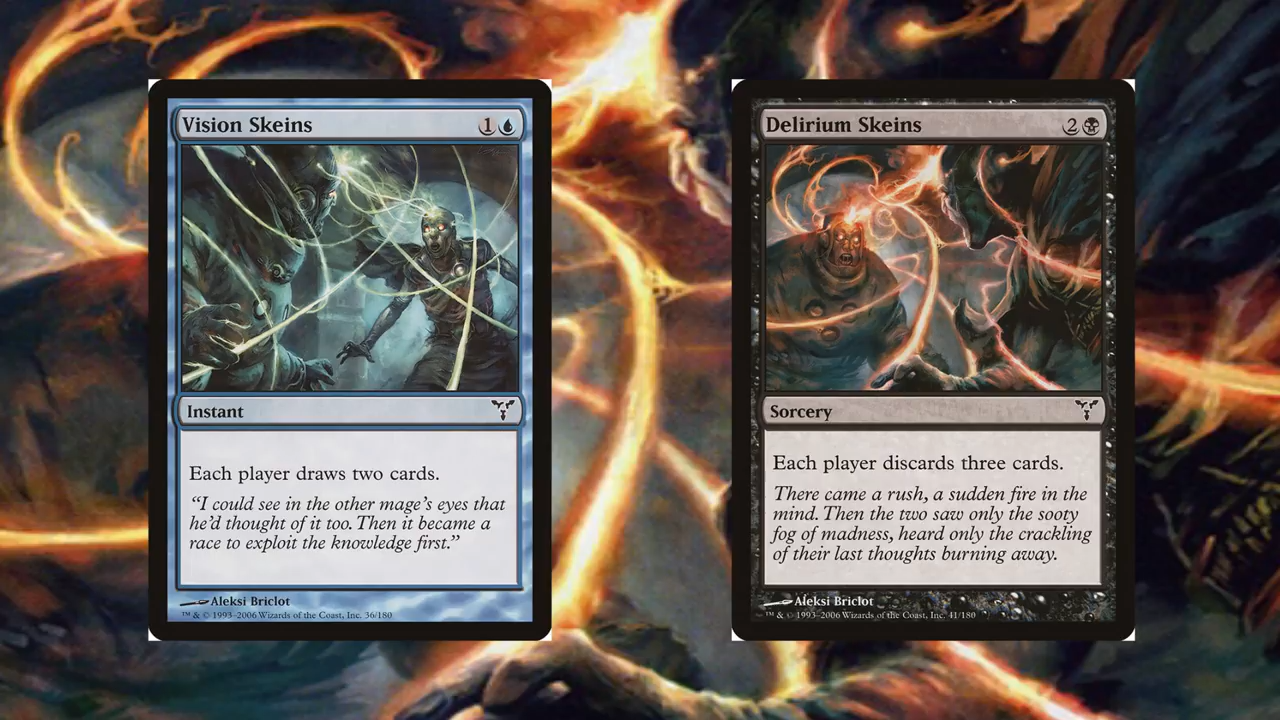 Vision Skeins
1
Instant
Each player draws two cards.
“I could see in the other mage’s eyes that
he’d thought of it too. Then it became a
race to exploit the knowledge first.”
Aleksi Briclot
™ & © 1993–2006 Wizards of the Coast, Inc. 36/180
Delirium Skeins
2
Sorcery
Each player discards three cards.
There came a rush, a sudden fire in the
mind. Then the two saw only the sooty
fog of madness, heard only the crackling
of their last thoughts burning away.
Aleksi Briclot
™ & © 1993–2006 Wizards of the Coast, Inc. 41/180